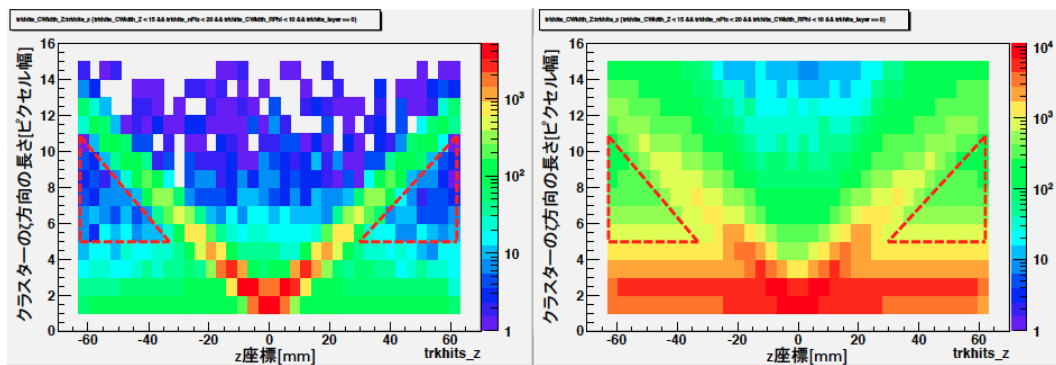 trkhits_CWidth_Z:trkhits_z {trkhits_CWidth_Z < 15 && trkhits_nPix < 20 && trkhits_CWidth_RPhi < 10 && trkhits_layer == 0}
クラスターのζ方向の長さ[ピクセル幅]
16
14
12
10
8
6
4
2
0
-60 -40 -20 0 20 40 60
z座標[mm]
trkhits_z
10³
10²
10
1
trkhits_CWidth_Z:trkhits_z {trkhits_CWidth_Z < 15 && trkhits_nPix < 20 && trkhits_CWidth_RPhi < 10 && trkhits_layer == 0}
クラスターのζ方向の長さ[ピクセル幅]
16
14
12
10
8
6
4
2
0
-60 -40 -20 0 20 40 60
z座標[mm]
trkhits_z
10⁴
10³
10²
10
1